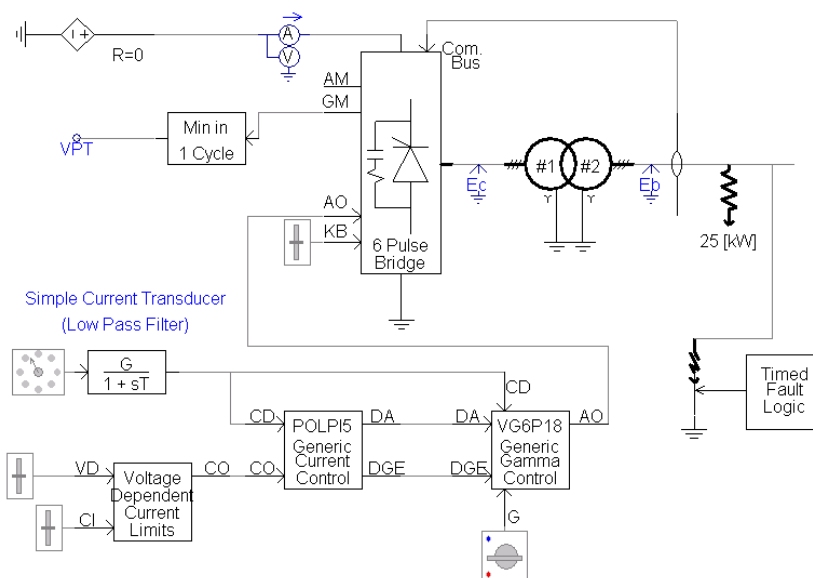 R=0
A
V
Com.
Bus
AM
GM
Min in
1 Cycle
VPT
#1
#2
Ec
Eb
AO
KB
6 Pulse
Bridge
25 [kW]
Simple Current Transducer
(Low Pass Filter)
G
1 + sT
CD
CD
POLPI5
Generic
Current
Control
DA
DA
VG6P18
Generic
Gamma
Control
AO
Timed
Fault
Logic
VD
Voltage
Dependent
Current
Limits
CO
CO
DGE
DGE
CI
G